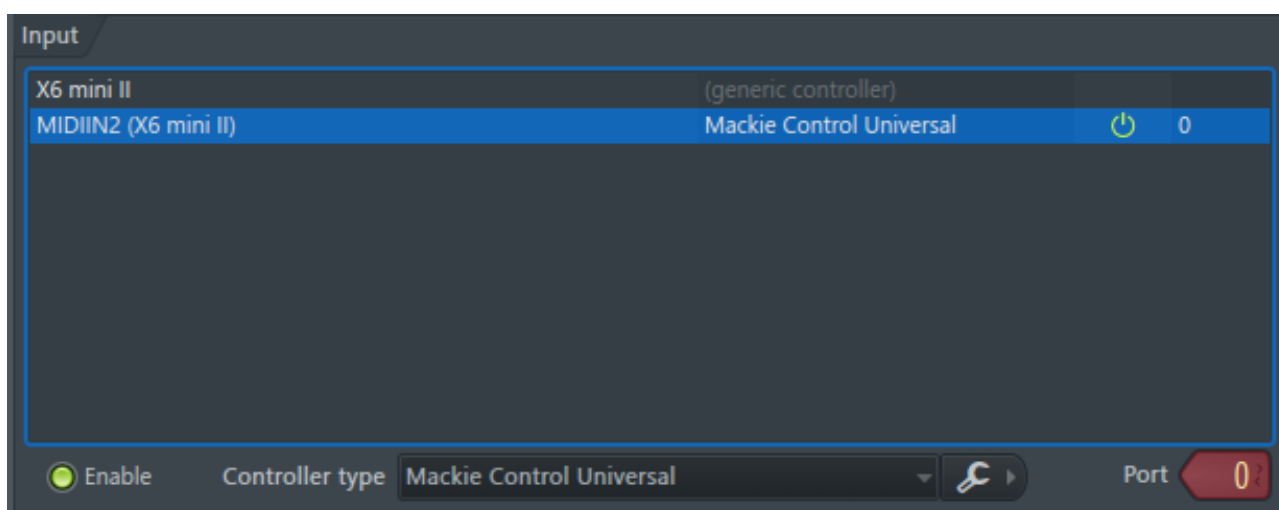 Input
X6 mini II (generic controller)
MIDIIN2 (X6 mini II) Mackie Control Universal 0
Enable Controller type Mackie Control Universal Port 0